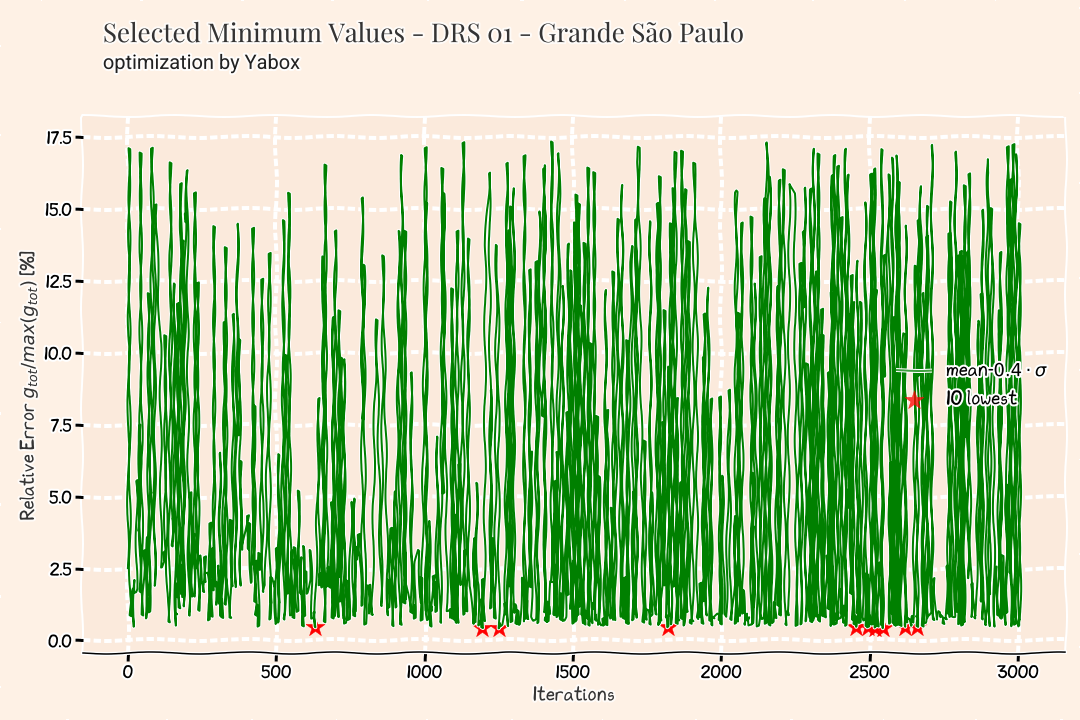 Selected Minimum Values - DRS 01 - Grande São Paulo
optimization by Yabox
17.5
15.0
12.5
10.0
7.5
5.0
2.5
0.0
Relative Error g_tot/max(g_tot) [%]
mean-0.4 · σ
10 lowest
0 500 1000 1500 2000 2500 3000
Iterations